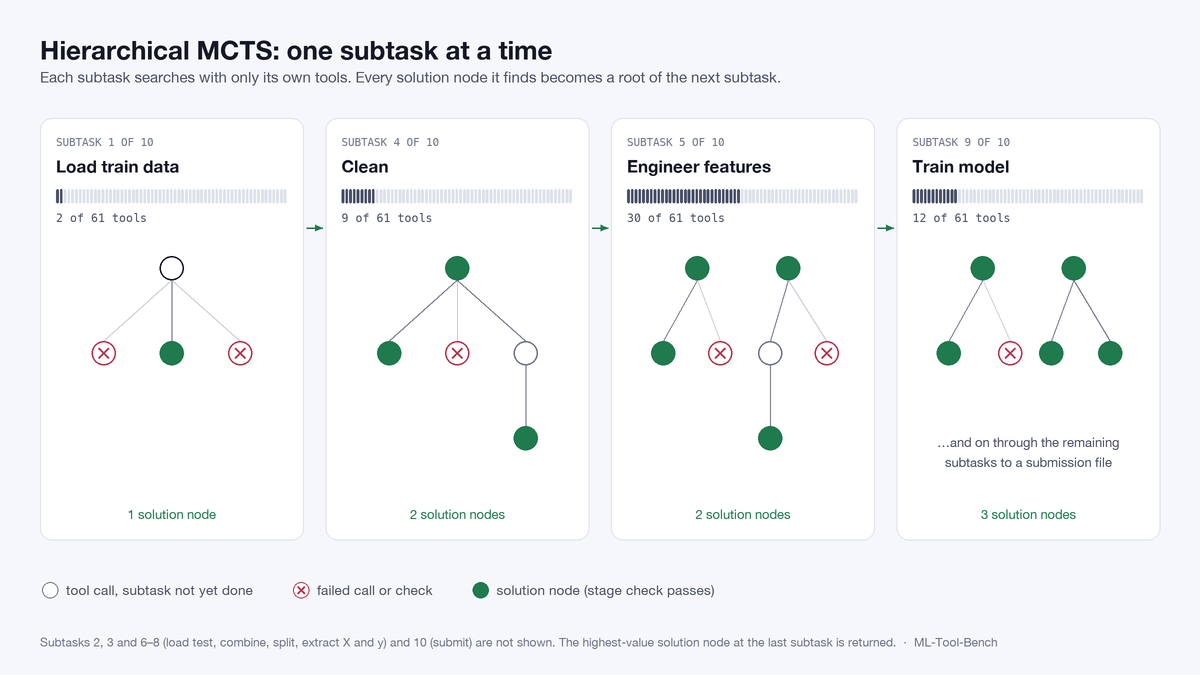 Hierarchical MCTS: one subtask at a time
Each subtask searches with only its own tools. Every solution node it finds becomes a root of the next subtask.
SUBTASK 1 OF 10
Load train data
2 of 61 tools
1 solution node
SUBTASK 4 OF 10
Clean
9 of 61 tools
2 solution nodes
SUBTASK 5 OF 10
Engineer features
30 of 61 tools
2 solution nodes
SUBTASK 9 OF 10
Train model
12 of 61 tools
…and on through the remaining
subtasks to a submission file
3 solution nodes
tool call, subtask not yet done
failed call or check
solution node (stage check passes)
Subtasks 2, 3 and 6–8 (load test, combine, split, extract X and y) and 10 (submit) are not shown. The highest-value solution node at the last subtask is returned. · ML-Tool-Bench